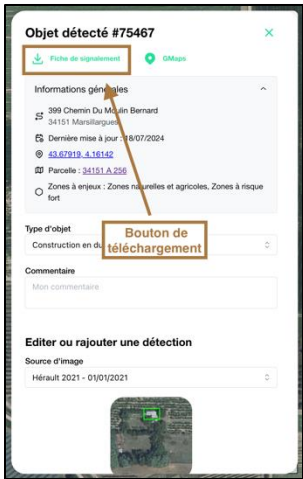 Objet détecté #75467
Fiche de signalement GMaps
Informations générales
399 Chemin Du Moulin Bernard
34151 Marsillargues
Dernière mise à jour : 18/07/2024
43.67919, 4.16142
Parcelle : 34151 A 256
Zones à enjeux : Zones naturelles et agricoles, Zones à risque
fort
Bouton de
téléchargement
Type d'objet
Construction en du
Commentaire
Mon commentaire
Editer ou rajouter une détection
Source d'image
Hérault 2021 - 01/01/2021